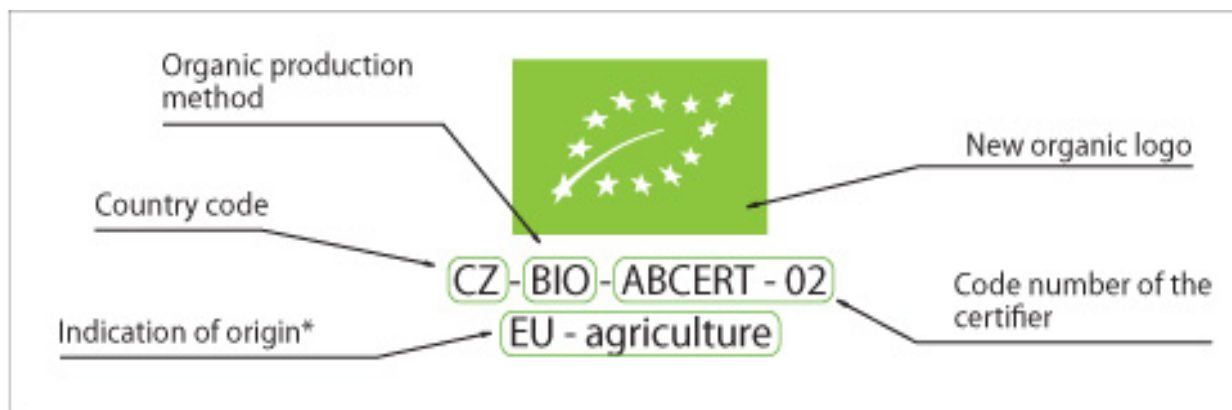 Organic production
method
New organic logo
Country code
CZ-BIO-ABCERT - 02
Code number of the
certifier
Indication of origin*
EU - agriculture